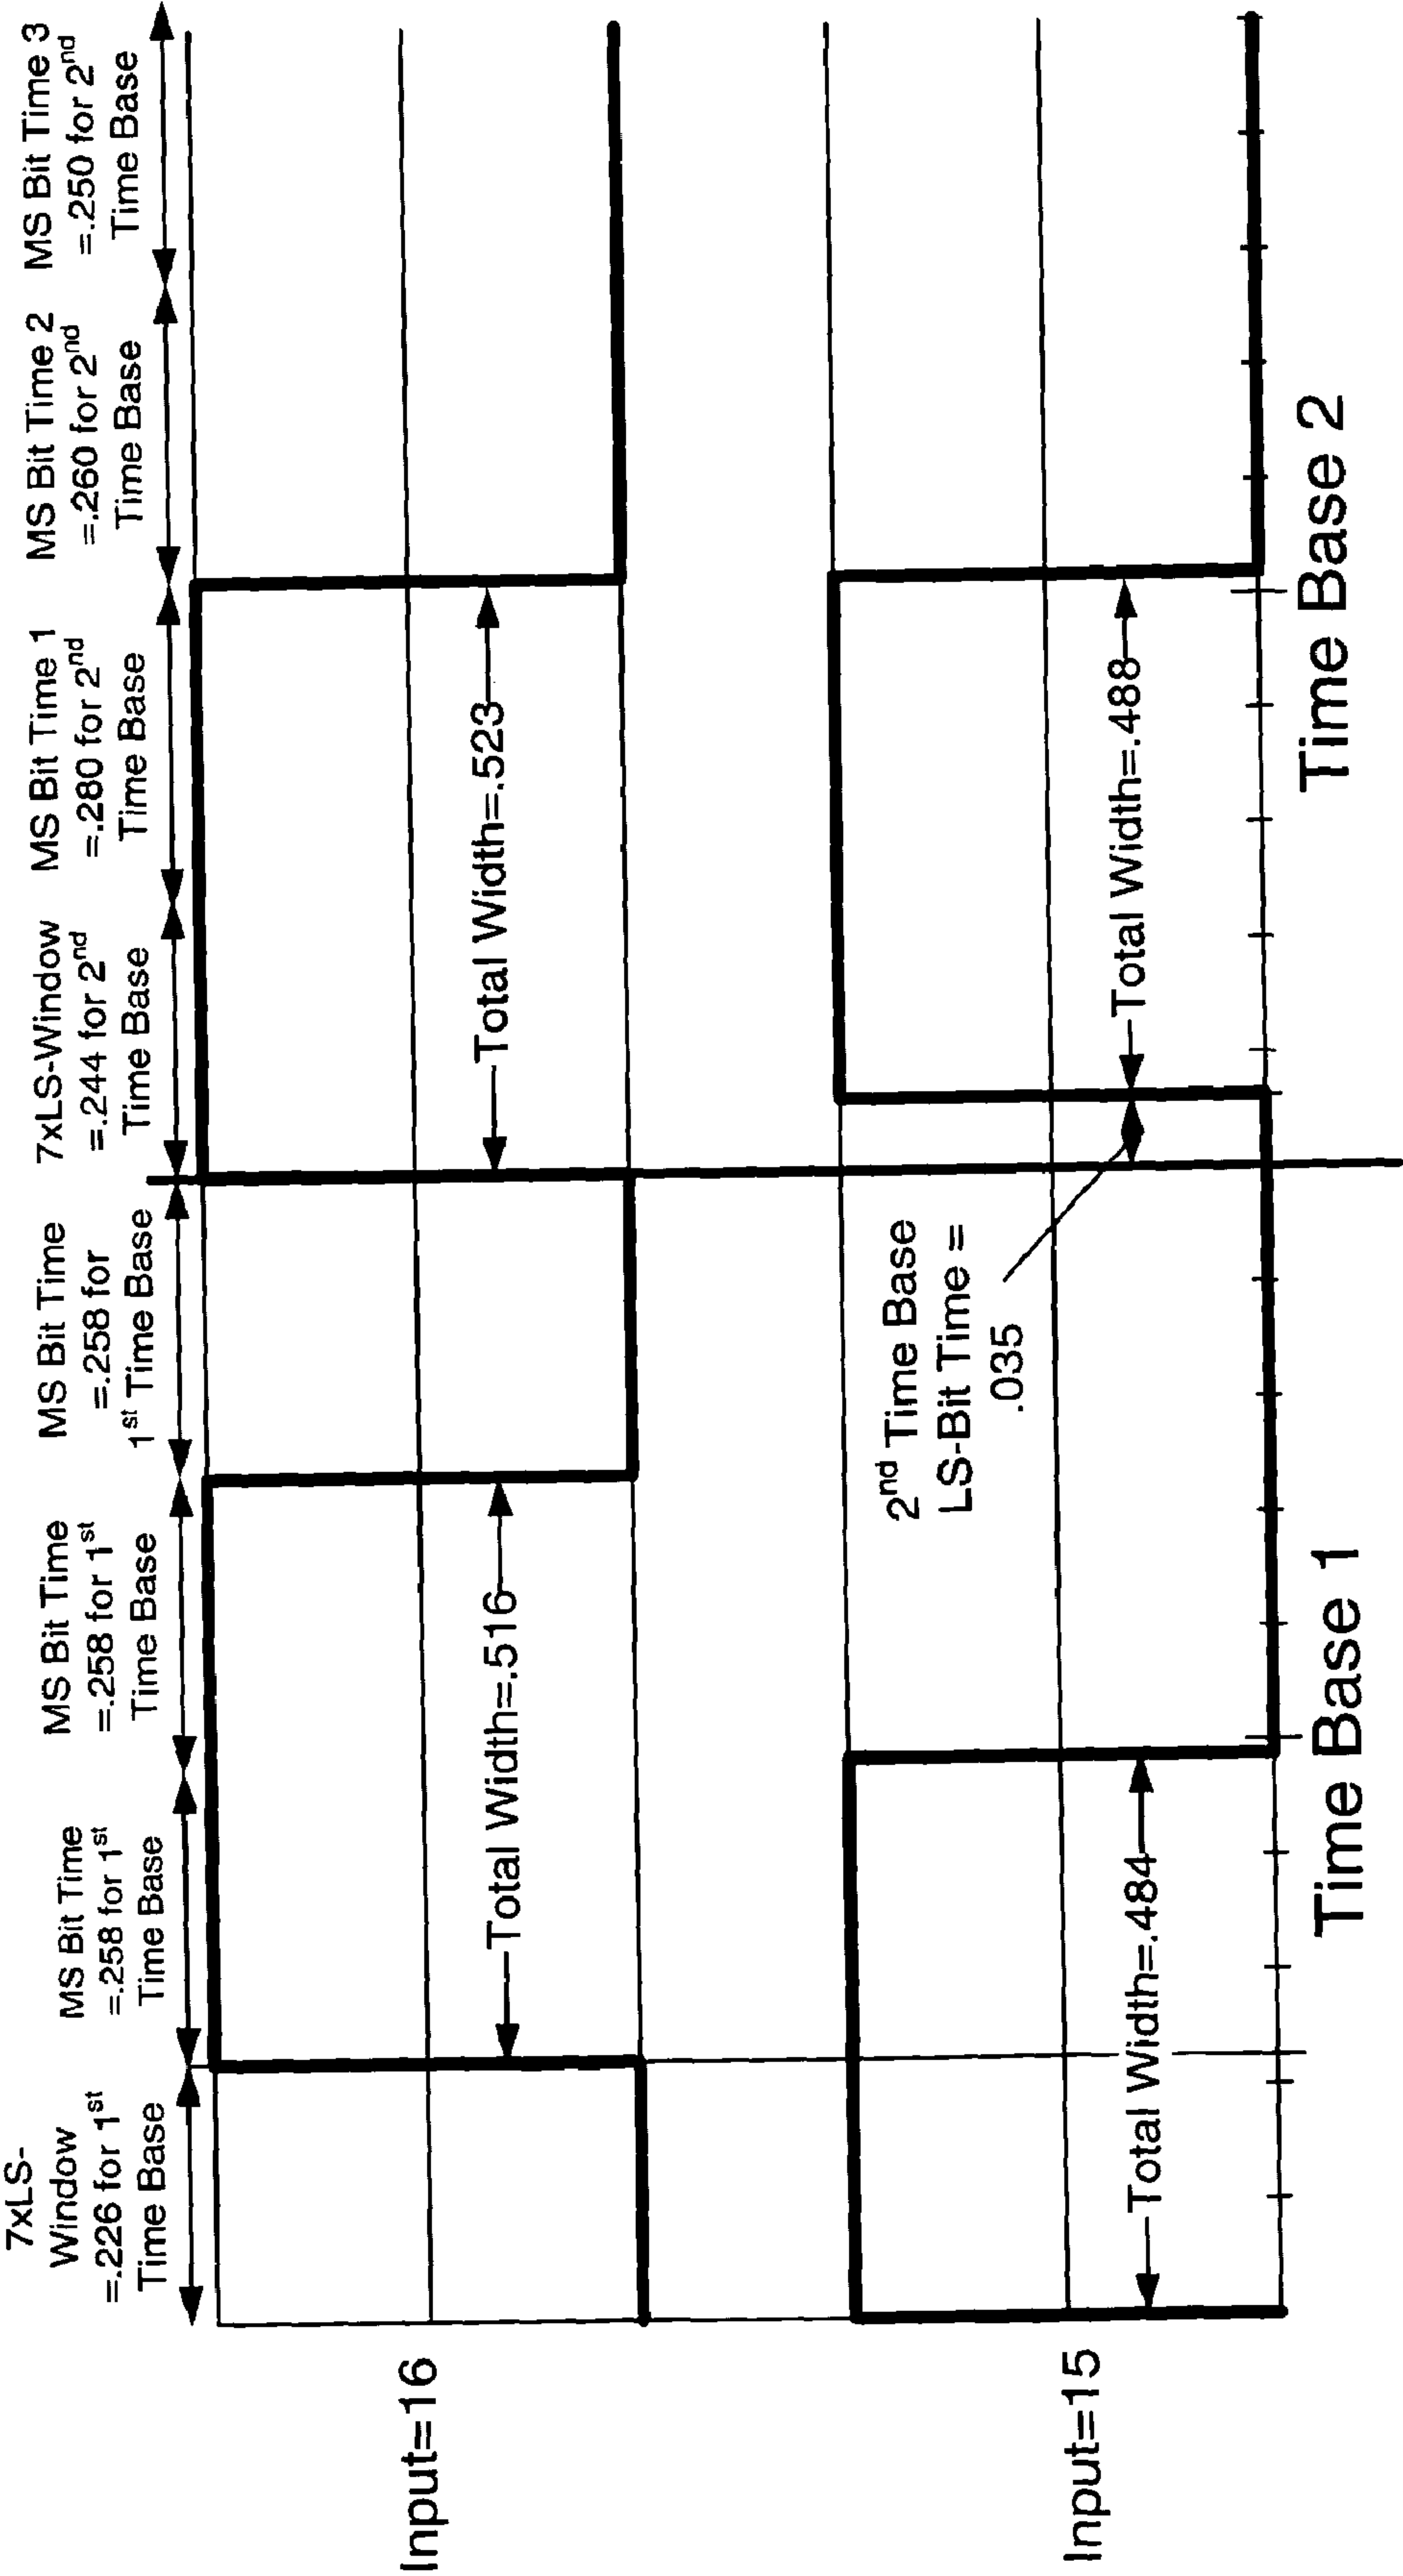 7xLS-
Window
=.226 for 1st
Time Base
MS Bit Time
=.258 for 1st
Time Base
MS Bit Time
=.258 for 1st
Time Base
MS Bit Time
=.258 for
1st Time Base
7xLS-Window
=.244 for 2nd
Time Base
MS Bit Time 1
=.280 for 2nd
Time Base
MS Bit Time 2
=.260 for 2nd
Time Base
MS Bit Time 3
=.250 for 2nd
Time Base
Input=16
Total Width=.516
Total Width=.523
Input=15
Total Width=.484
2nd Time Base
LS-Bit Time =
.035
Total Width=.488
Time Base 1
Time Base 2